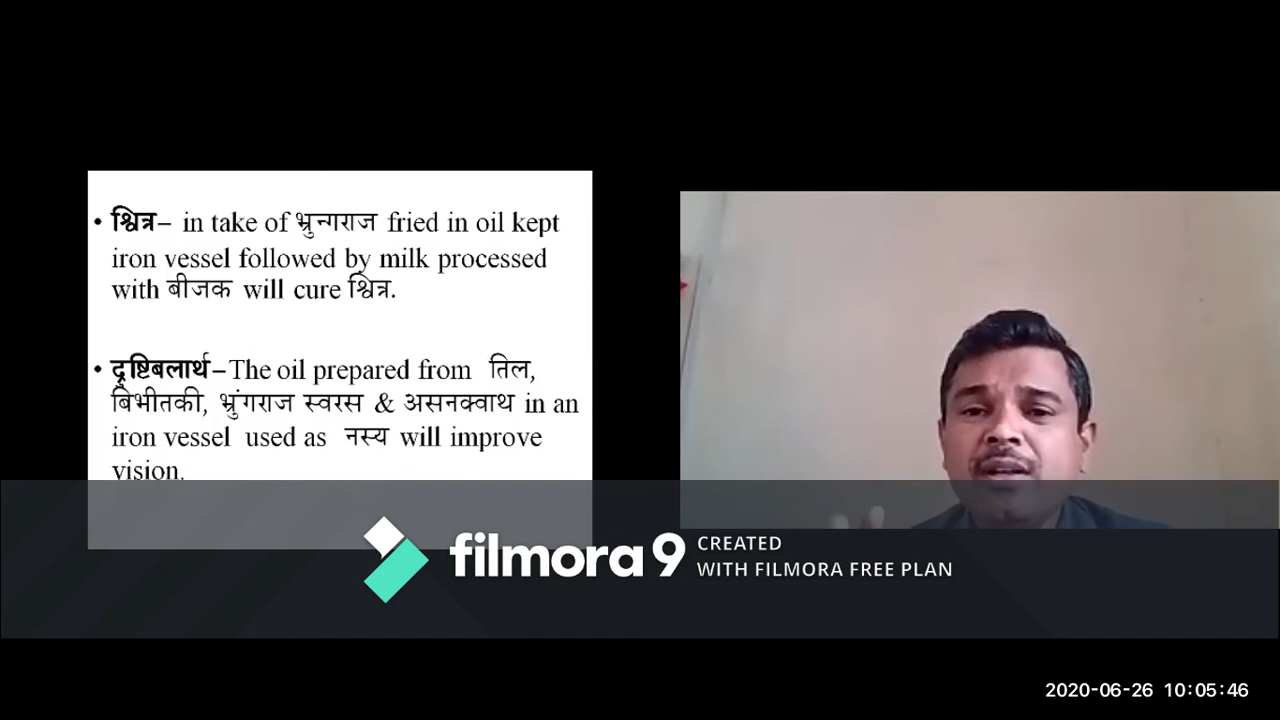 • श्वित्र– in take of भ्रुन्गराज fried in oil kept
iron vessel followed by milk processed
with बीजक will cure श्वित्र.
• द्रुष्टिबलार्थ–The oil prepared from तिल,
बिभीतकी, भ्रुंगराज स्वरस & असनक्वाथ in an
iron vessel used as नस्य will improve
vision.
filmora9
CREATED
WITH FILMORA FREE PLAN
2020-06-26 10:05:46